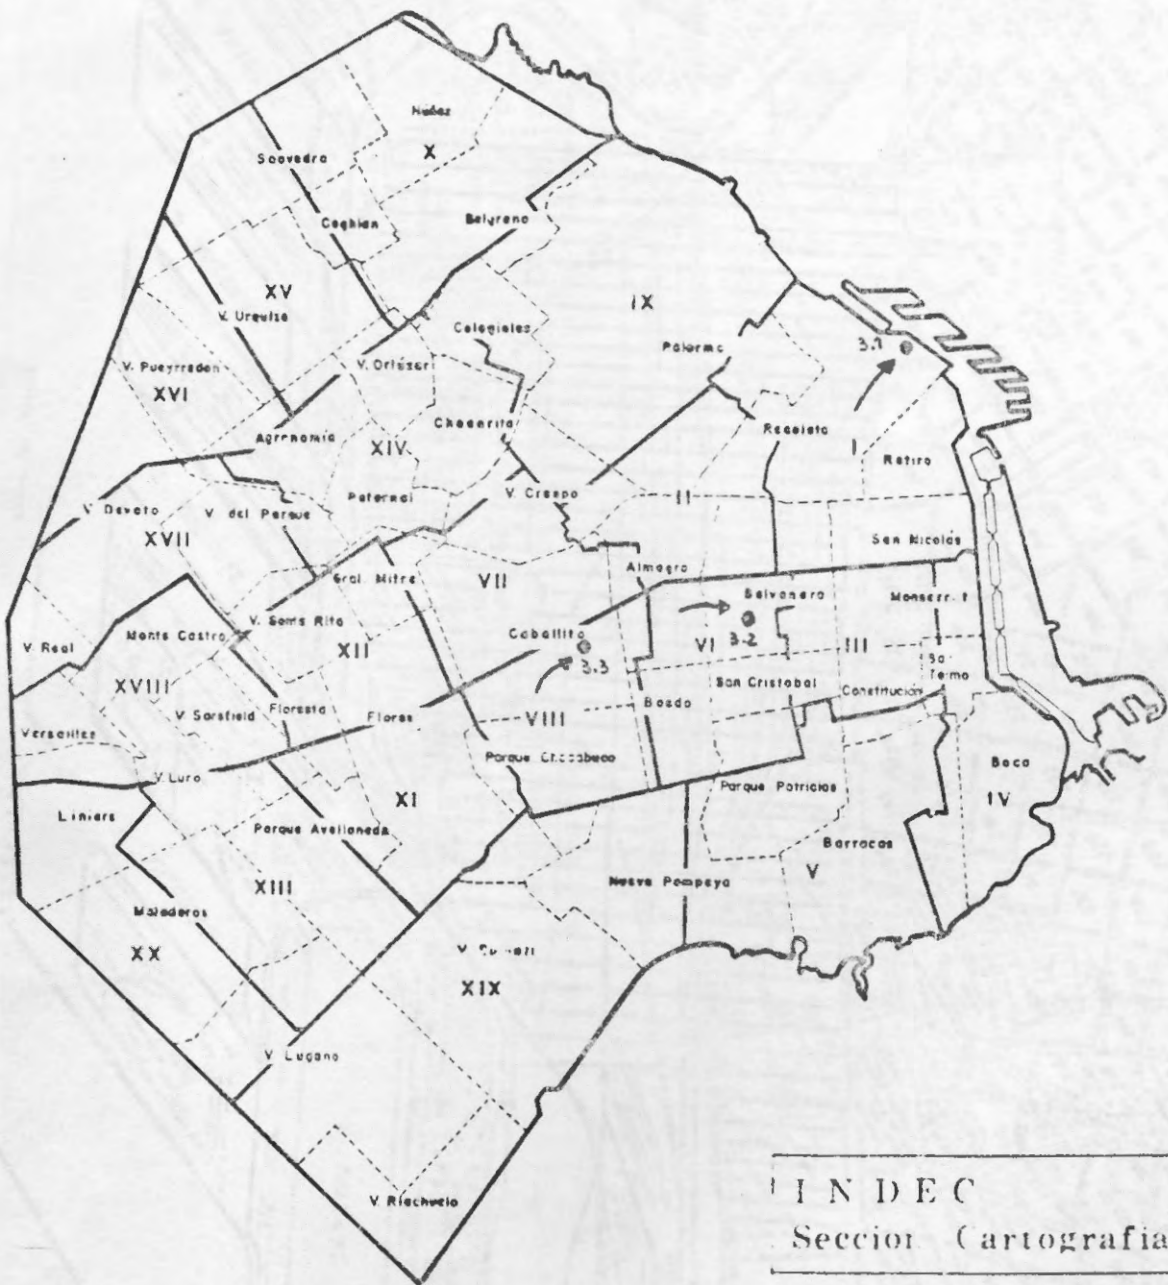 Nuñez
X
Saavedra
Coghlan
Belgrano
XV
V. Urquiza
IX
Colegiales
Palermo
3.1
V. Pueyrredon
XVI
V. Ortúzar
Chacarita
Recoleta
Agronomía
XIV
I
Retiro
Paternal
V. Crespo
II
V. Devoto
V. del Parque
XVII
San Nicolás
Gral. Mitre
VII
Almagro
Balvanera
Monserrat
V. Real
Monte Castro
V. Santa Rita
XII
Caballito
3.3
VI
3.2
III
XVIII
San Cristobal
Constitución
Telmo
V. Sarsfield
Floresta
Flores
VIII
Boedo
Versailles
Parque Chacabuco
V. Luro
XI
Parque Patricios
Boca
IV
Liniers
Parque Avellaneda
Barracas
V
XIII
Nueva Pompeya
Mataderos
XX
XIX
V. Lugano
V. Riachuelo
INDEC
Seccion Cartografia